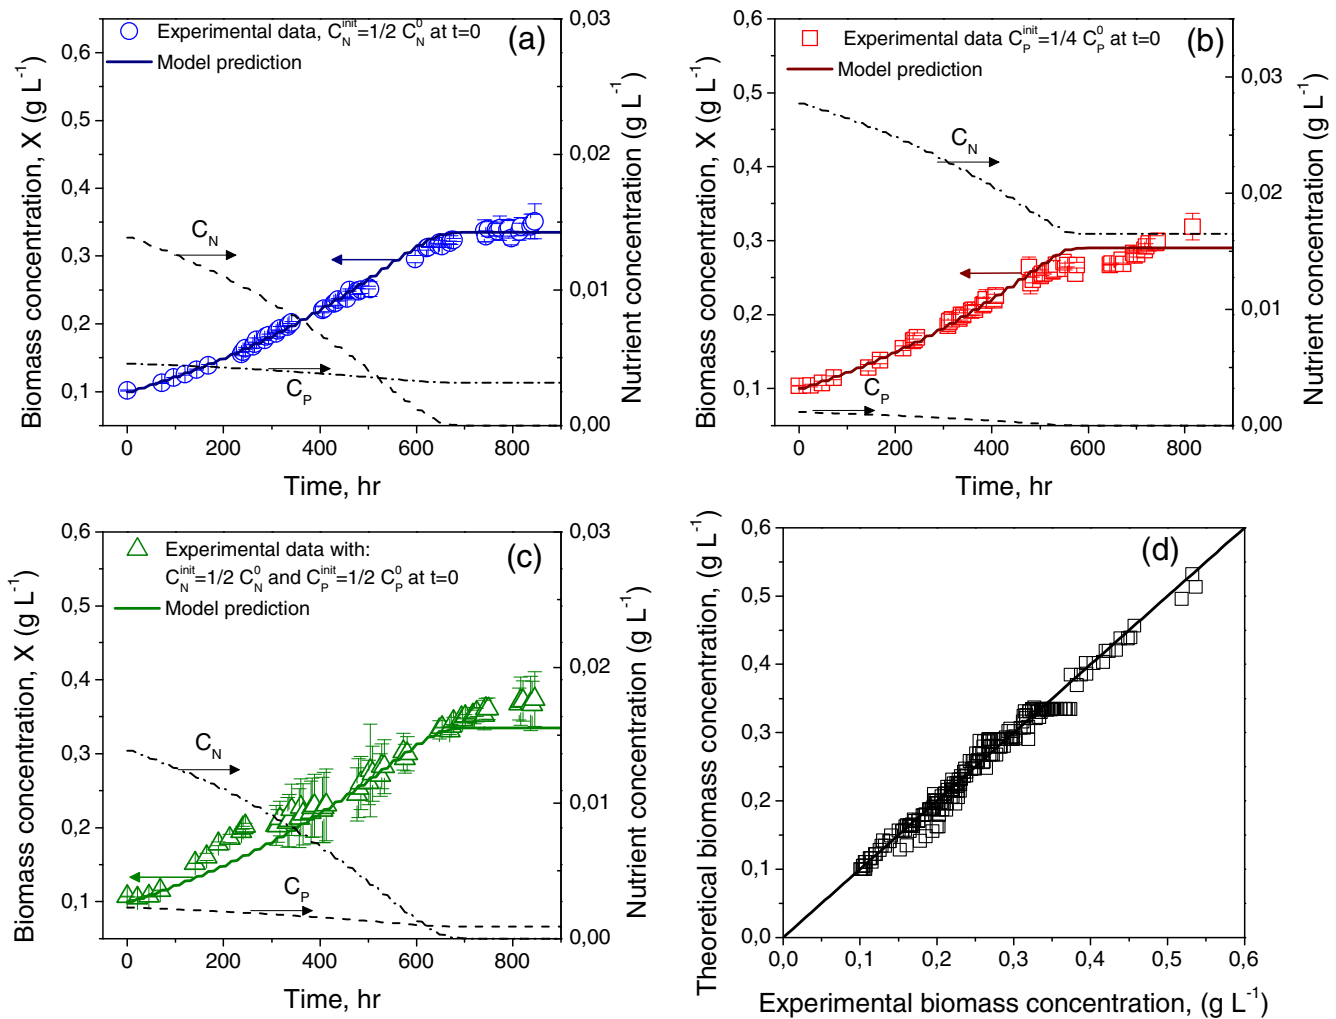 Experimental data, C_N^init=1/2 C_N^0 at t=0
Model prediction
(a)
0,6
0,5
0,4
0,3
0,2
0,1
Biomass concentration, X (g L⁻¹)
0,03
0,02
0,01
0,00
Nutrient concentration (g L⁻¹)
C_N
C_P
0
200
400
600
800
Time, hr
Experimental data C_P^init=1/4 C_P^0 at t=0
Model prediction
(b)
0,6
0,5
0,4
0,3
0,2
0,1
Biomass concentration, X (g L⁻¹)
0,03
0,02
0,01
0,00
Nutrient concentration (g L⁻¹)
C_N
C_P
0
200
400
600
800
Time, hr
Experimental data with:
C_N^init=1/2 C_N^0 and C_P^init=1/2 C_P^0 at t=0
Model prediction
(c)
0,6
0,5
0,4
0,3
0,2
0,1
Biomass concentration, X (g L⁻¹)
0,03
0,02
0,01
0,00
Nutrient concentration (g L⁻¹)
C_N
C_P
0
200
400
600
800
Time, hr
(d)
0,6
0,5
0,4
0,3
0,2
0,1
0,0
Theoretical biomass concentration, (g L⁻¹)
0,0
0,1
0,2
0,3
0,4
0,5
0,6
Experimental biomass concentration, (g L⁻¹)